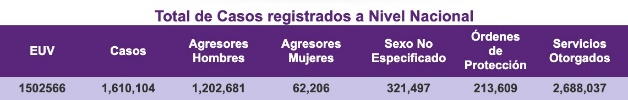 Total de Casos registrados a Nivel Nacional
EUV Casos Agresores Hombres Agresores Mujeres Sexo No Especificado Órdenes de Protección Servicios Otorgados
1502566 1,610,104 1,202,681 62,206 321,497 213,609 2,688,037